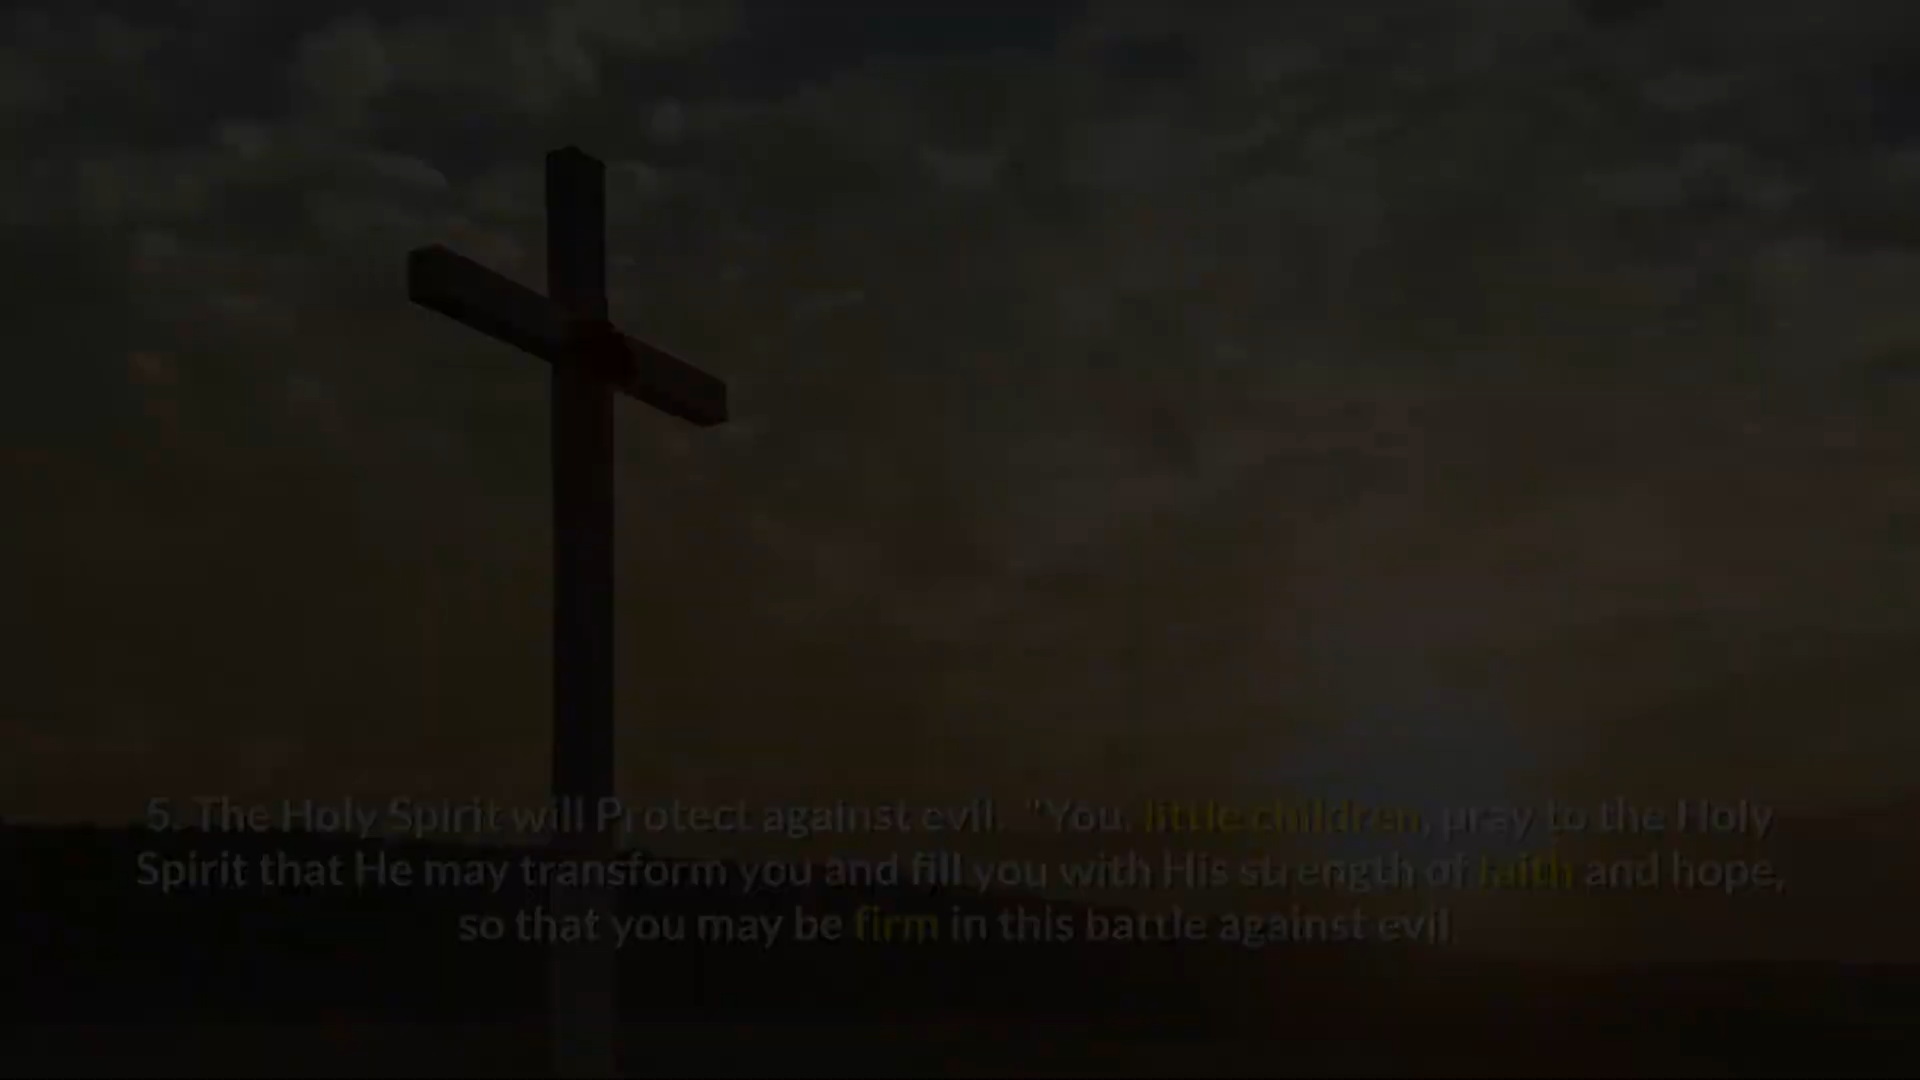 5. The Holy Spirit will Protect against evil. "You, little children, pray to the Holy
Spirit that He may transform you and fill you with His strength of faith and hope,
so that you may be firm in this battle against evil.